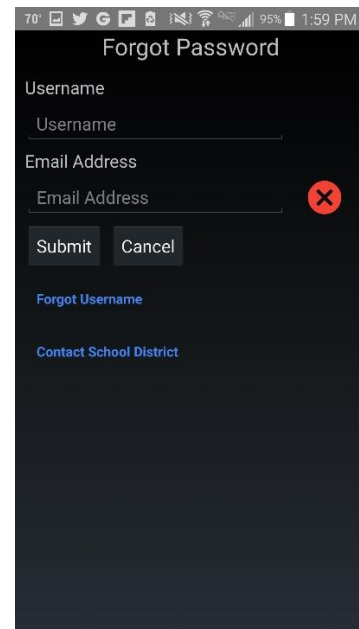 70° 95% 1:59 PM
Forgot Password
Username
Username
Email Address
Email Address
Submit Cancel
Forgot Username
Contact School District